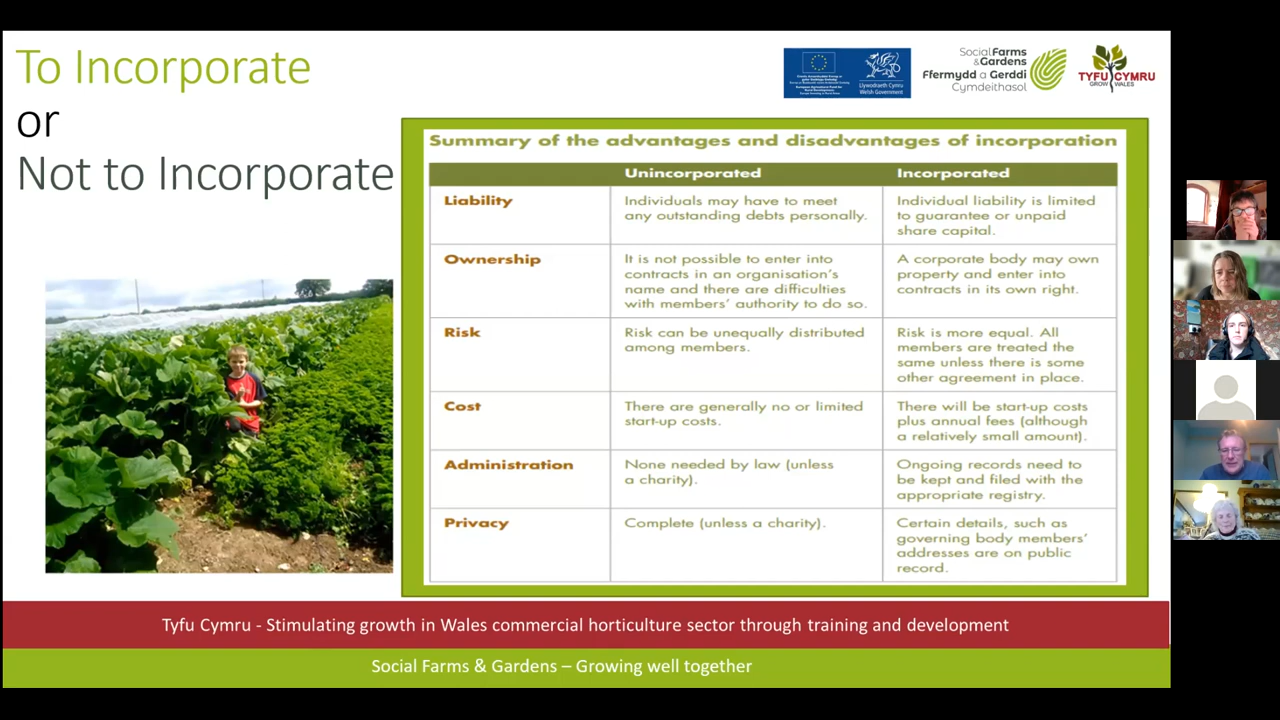 To Incorporate
or
Not to Incorporate
Llywodraeth Cymru
Welsh Government
Social Farms
& Gardens
Ffermydd a Gerddi
Cymdeithasol
TYFU CYMRU
GROW WALES
Summary of the advantages and disadvantages of incorporation
Unincorporated
Incorporated
Liability
Individuals may have to meet
any outstanding debts personally.
Individual liability is limited
to guarantee or unpaid
share capital.
Ownership
It is not possible to enter into
contracts in an organisation's
name and there are difficulties
with members' authority to do so.
A corporate body may own
property and enter into
contracts in its own right.
Risk
Risk can be unequally distributed
among members.
Risk is more equal. All
members are treated the
same unless there is some
other agreement in place.
Cost
There are generally no or limited
start-up costs.
There will be start-up costs
plus annual fees (although
a relatively small amount).
Administration
None needed by law (unless
a charity).
Ongoing records need to
be kept and filed with the
appropriate registry.
Privacy
Complete (unless a charity).
Certain details, such as
governing body members'
addresses are on public
record.
Tyfu Cymru - Stimulating growth in Wales commercial horticulture sector through training and development
Social Farms & Gardens – Growing well together